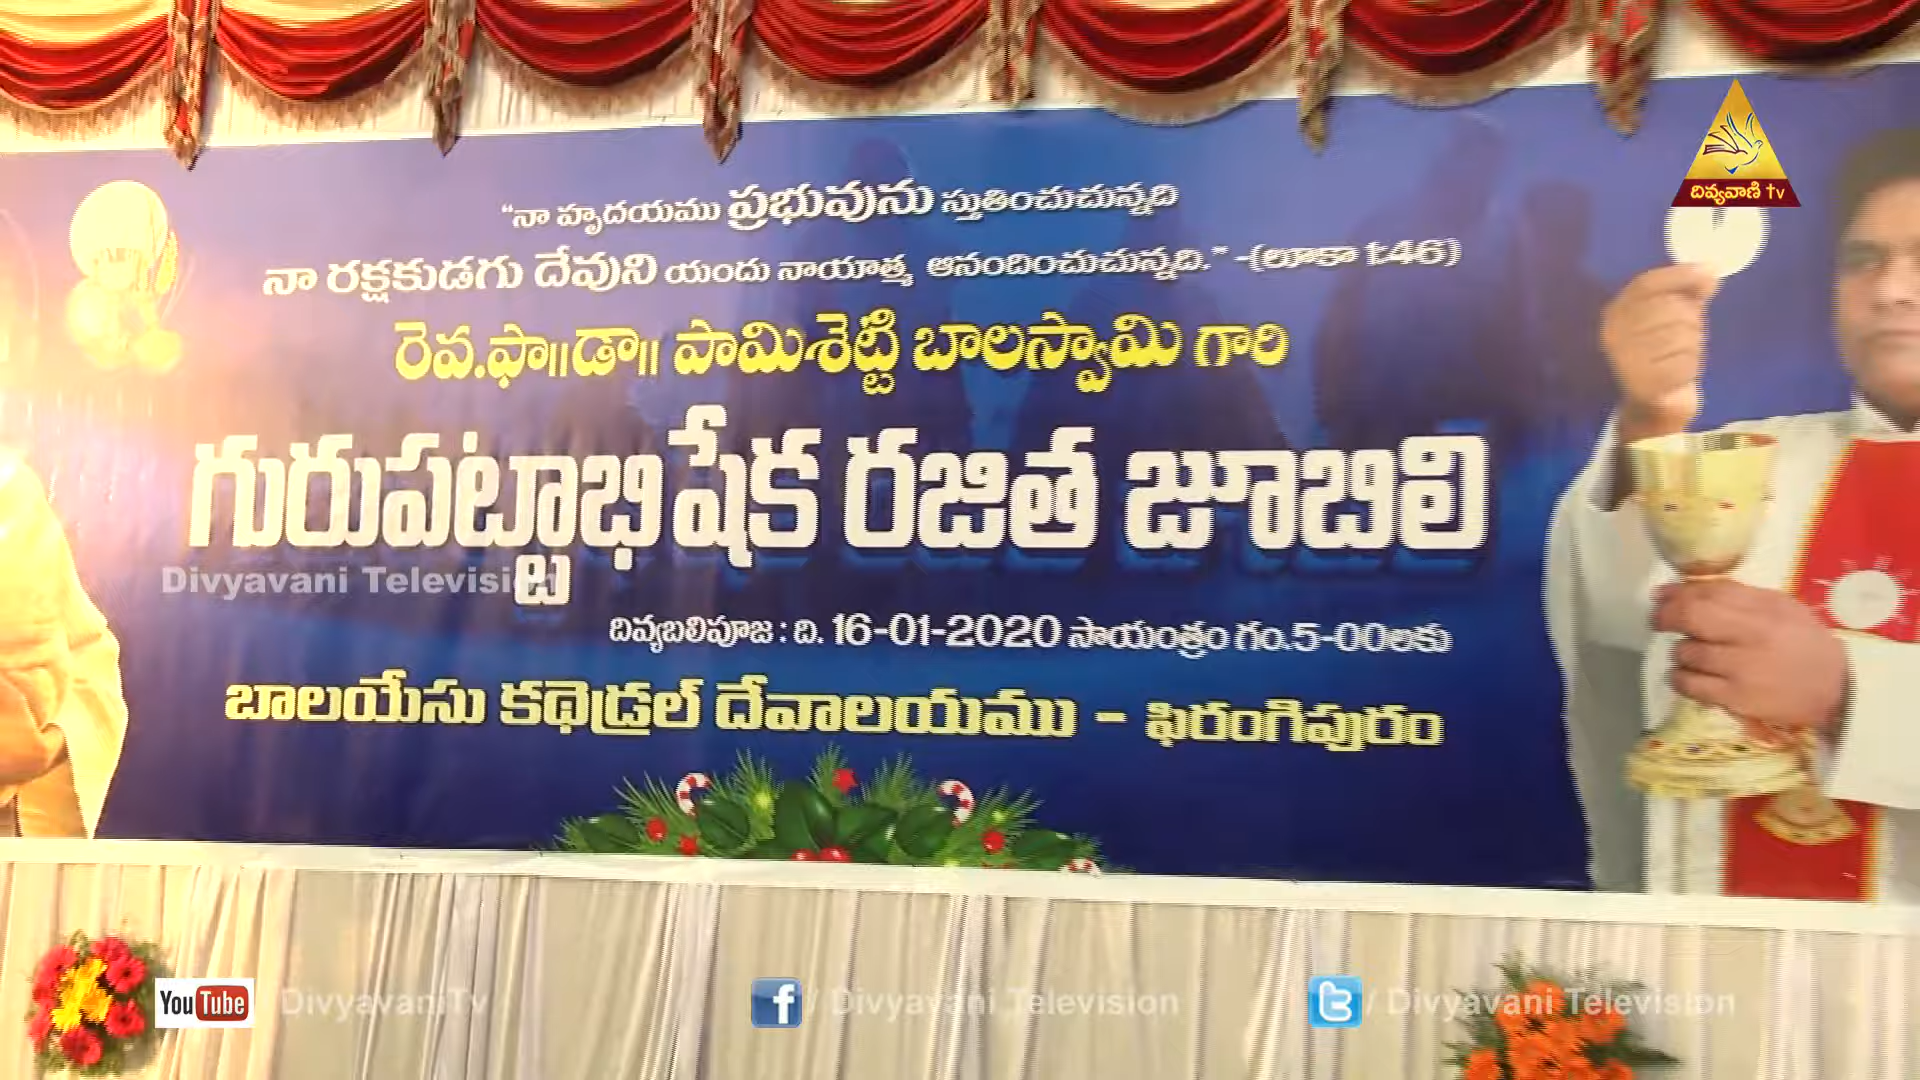 "నా హృదయము ప్రభువును స్తుతించుచున్నది
దివ్యవాణి tv
నా రక్షకుడగు దేవుని యందు నాయాత్మ ఆనందించుచున్నది." -(లూకా 1:46)
రెవ.ఫా||డా|| పామిశెట్టి బాలస్వామి గారి
గురుపట్టాభిషేక రజిత జూబిలి
Divyavani Television
దివ్యబలిపూజ : ది. 16-01-2020 సాయంత్రం గం.5-00లకు
బాలయేసు కథెడ్రల్ దేవాలయము - ఫిరంగిపురం
YouTube DivyavaniTv
f / Divyavani Television
/ Divyavani Television